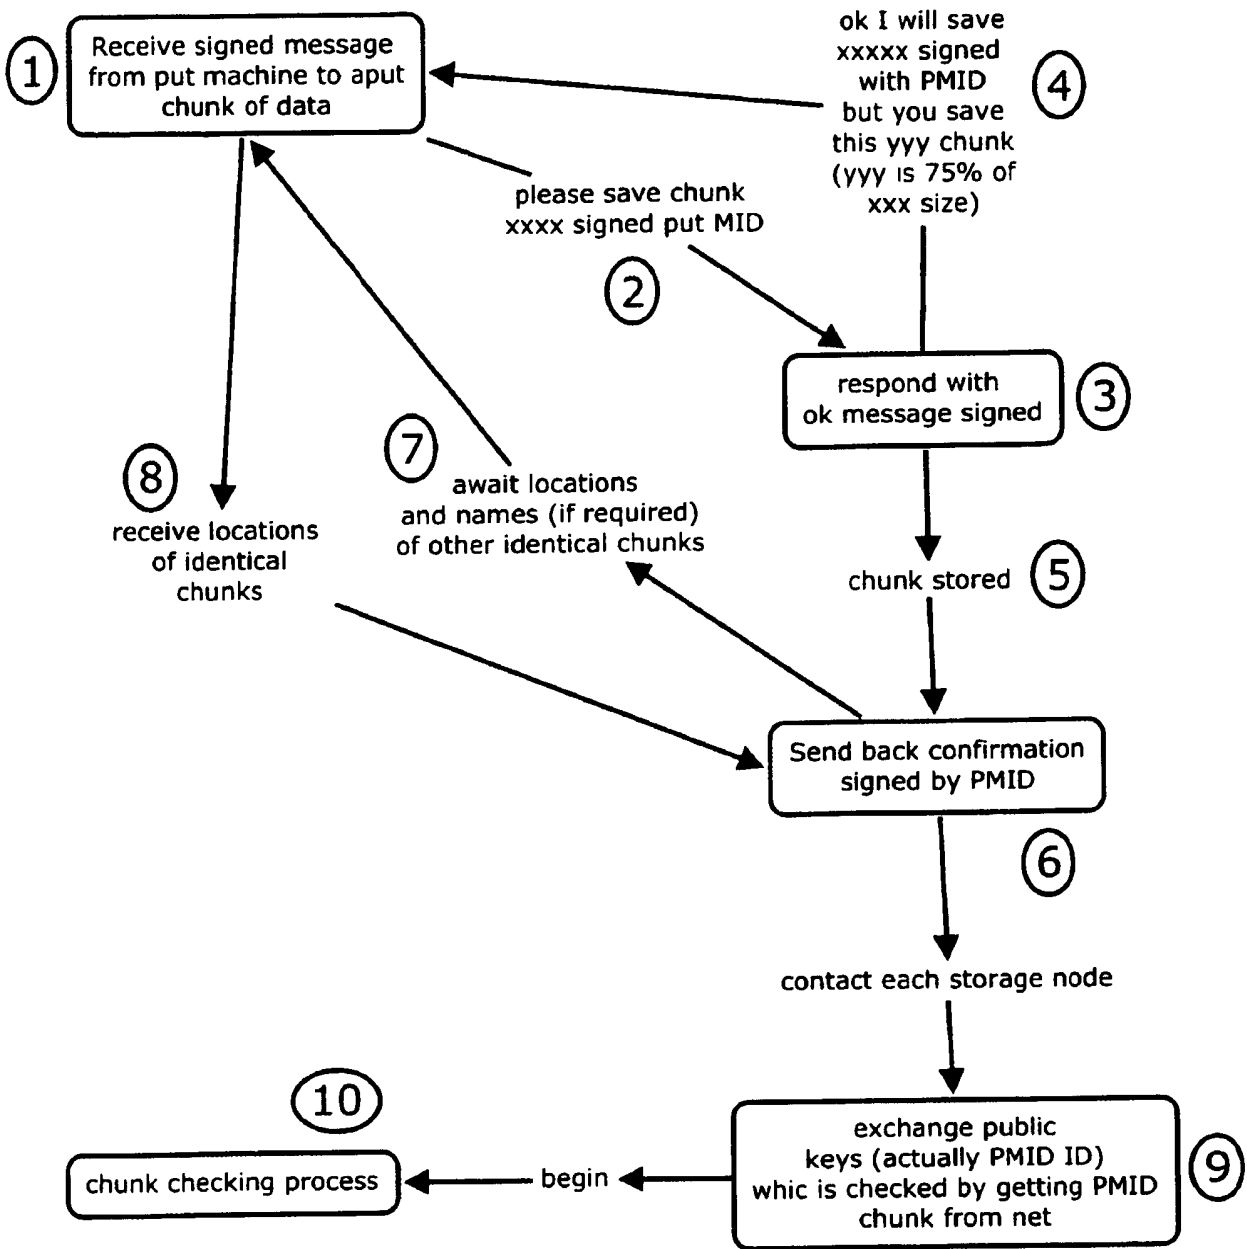 1
Receive signed message
from put machine to aput
chunk of data
ok I will save
xxxxx signed
with PMID
but you save
this yyy chunk
(yyy is 75% of
xxx size)
4
please save chunk
xxxx signed put MID
2
respond with
ok message signed
3
7
await locations
and names (if required)
of other identical chunks
8
receive locations
of identical
chunks
chunk stored
5
Send back confirmation
signed by PMID
6
contact each storage node
exchange public
keys (actually PMID ID)
whic is checked by getting PMID
chunk from net
9
begin
10
chunk checking process